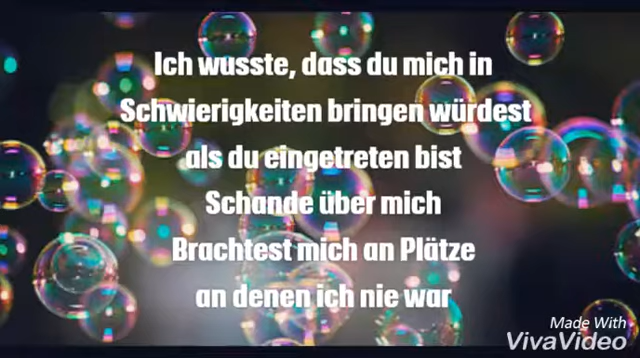 Ich wusste, dass du mich in
Schwierigkeiten bringen würdest
als du eingetreten bist
Schande über mich
Brachtest mich an Plätze
an denen ich nie war
Made With
VivaVideo